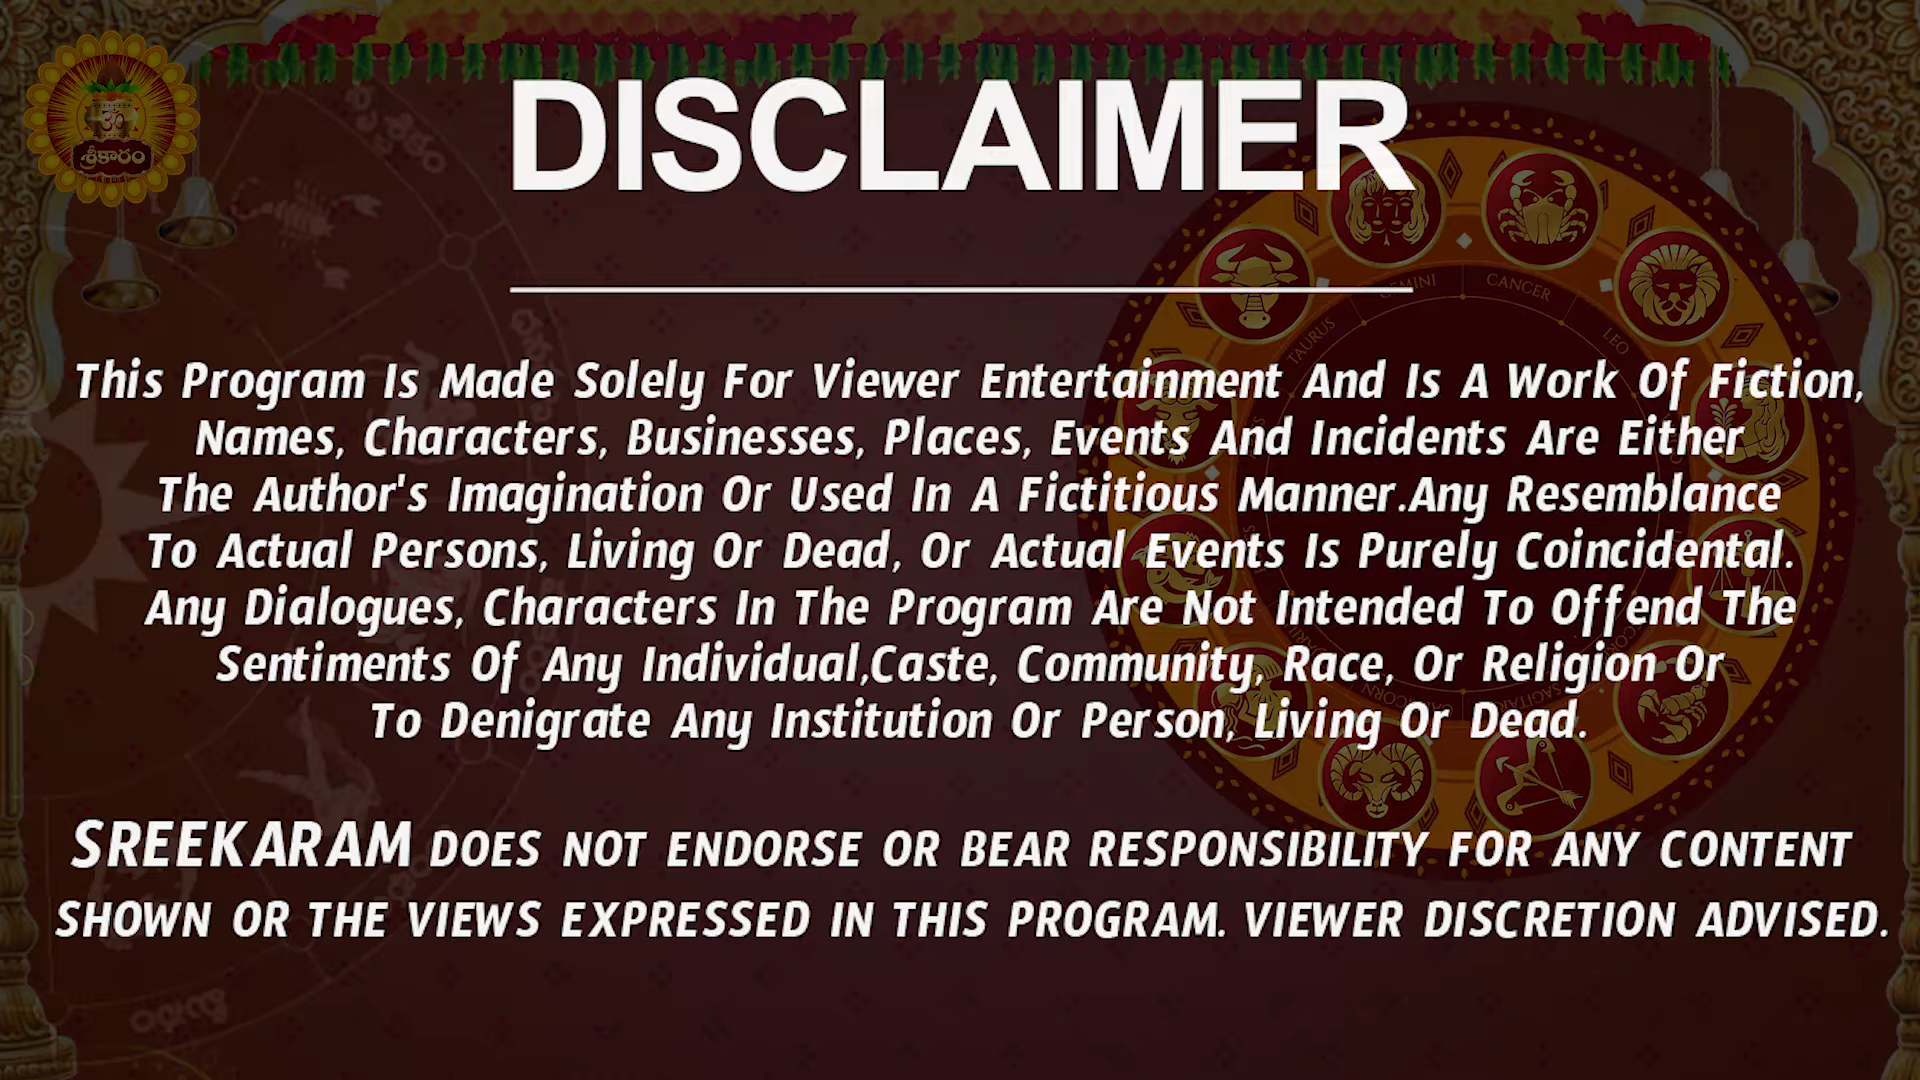 ॐ
శ్రీకారం
DISCLAIMER
GEMINI
CANCER
TAURUS
LEO
This Program Is Made Solely For Viewer Entertainment And Is A Work Of Fiction,
Names, Characters, Businesses, Places, Events And Incidents Are Either
The Author's Imagination Or Used In A Fictitious Manner.Any Resemblance
To Actual Persons, Living Or Dead, Or Actual Events Is Purely Coincidental.
Any Dialogues, Characters In The Program Are Not Intended To Offend The
Sentiments Of Any Individual,Caste, Community, Race, Or Religion Or
To Denigrate Any Institution Or Person, Living Or Dead.
SREEKARAM DOES NOT ENDORSE OR BEAR RESPONSIBILITY FOR ANY CONTENT
SHOWN OR THE VIEWS EXPRESSED IN THIS PROGRAM. VIEWER DISCRETION ADVISED.